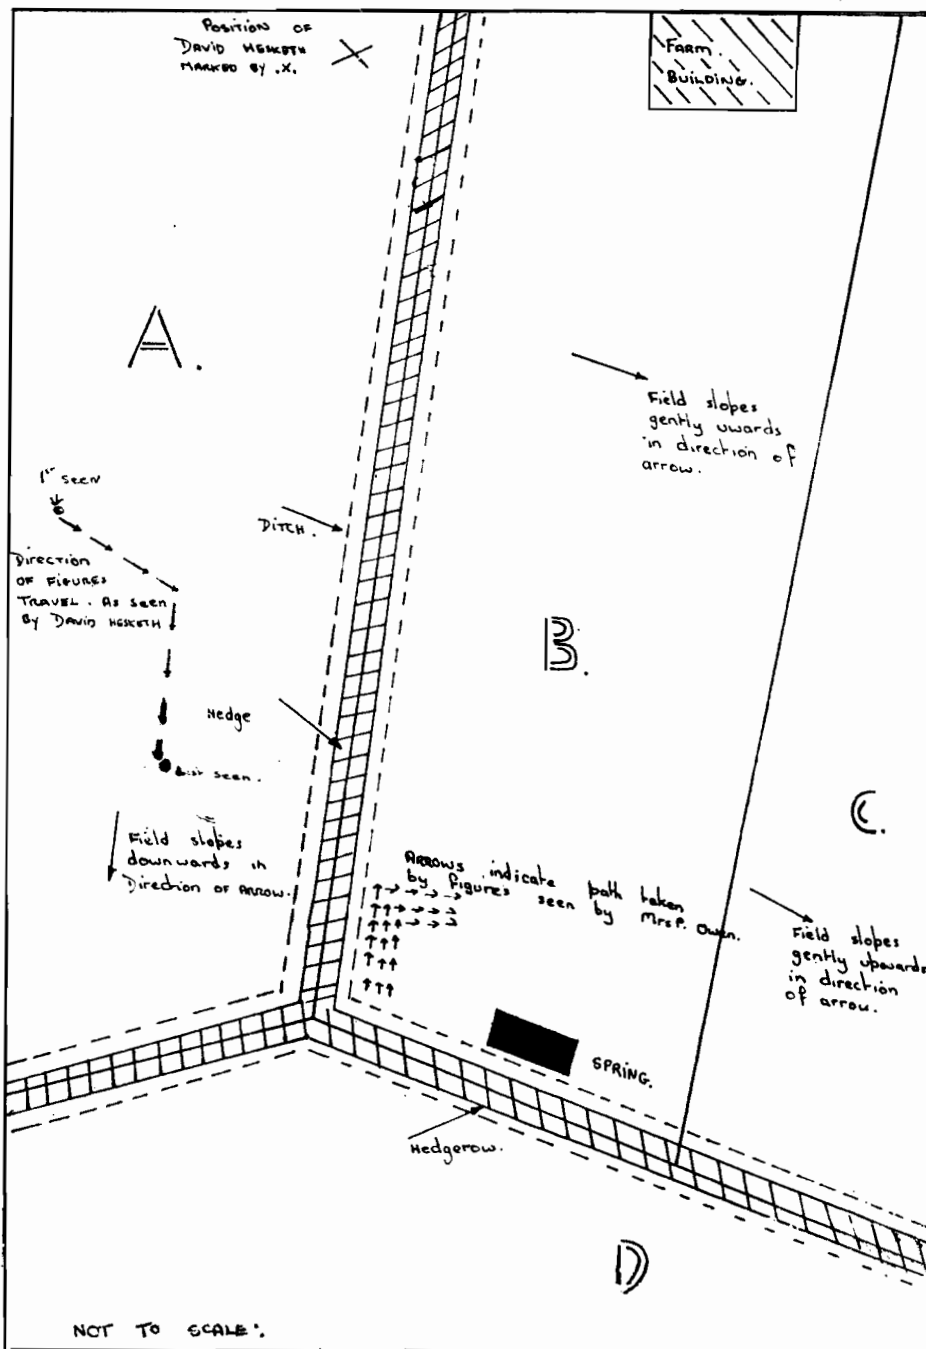 POSITION OF
DAVID HESKETH
MARKED BY .X.
FARM.
BUILDING.
A.
Field slopes
gently uwards
in direction of
arrow.
1st seen
DITCH.
Direction
OF FIGURES
TRAVEL. AS seen
By DAVID HESKETH
B.
Hedge
Last seen.
C.
Field slopes
downwards in
Direction OF ARROW.
ARROWS indicate path taken
by figures seen by Mrs P. Owen.
Field slopes
gently upwards
in direction
of arrow.
SPRING.
Hedgerow.
D
NOT TO SCALE.